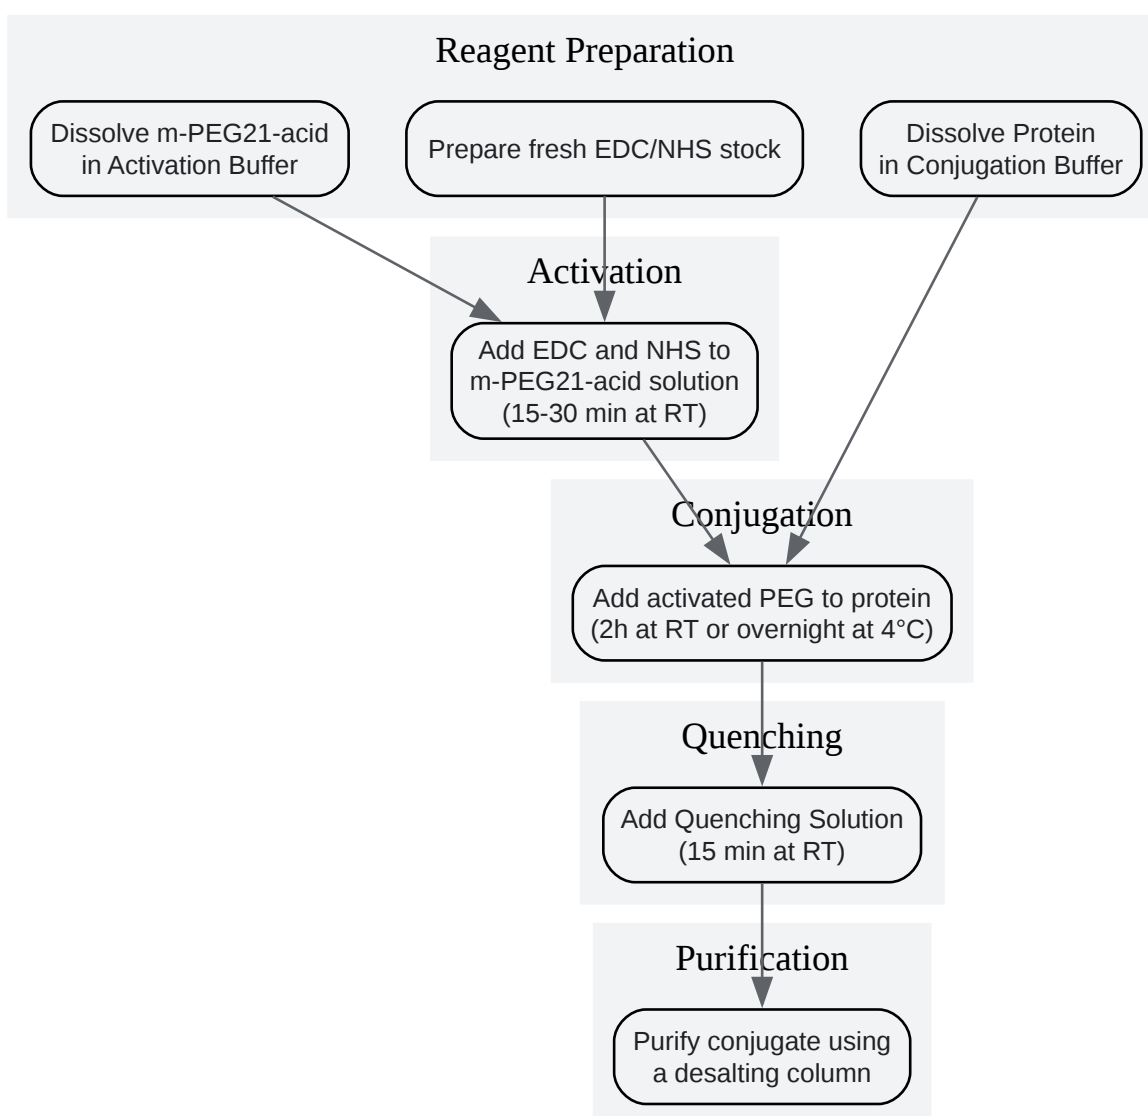 Reagent Preparation
Dissolve m-PEG21-acid
in Activation Buffer
Prepare fresh EDC/NHS stock
Dissolve Protein
in Conjugation Buffer
Activation
Add EDC and NHS to
m-PEG21-acid solution
(15-30 min at RT)
Conjugation
Add activated PEG to protein
(2h at RT or overnight at 4°C)
Quenching
Add Quenching Solution
(15 min at RT)
Purification
Purify conjugate using
a desalting column